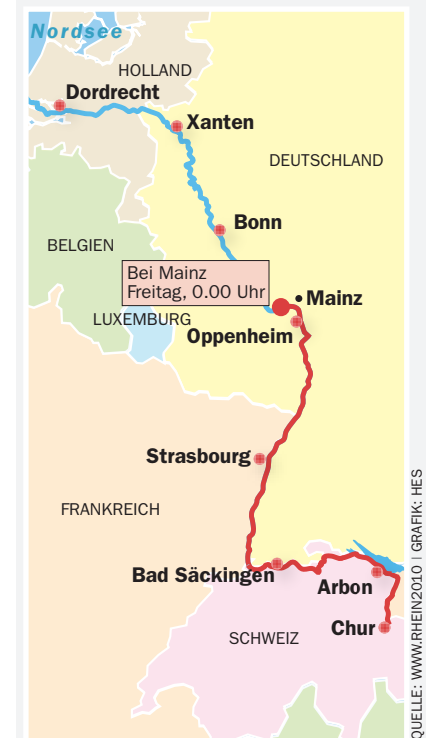 Nordsee
HOLLAND
Dordrecht
Xanten
DEUTSCHLAND
Bonn
BELGIEN
Bei Mainz
Freitag, 0.00 Uhr
Mainz
LUXEMBURG
Oppenheim
Strasbourg
FRANKREICH
Bad Säckingen
Arbon
Chur
SCHWEIZ
QUELLE: WWW.RHEIN2010 | GRAFIK: HES